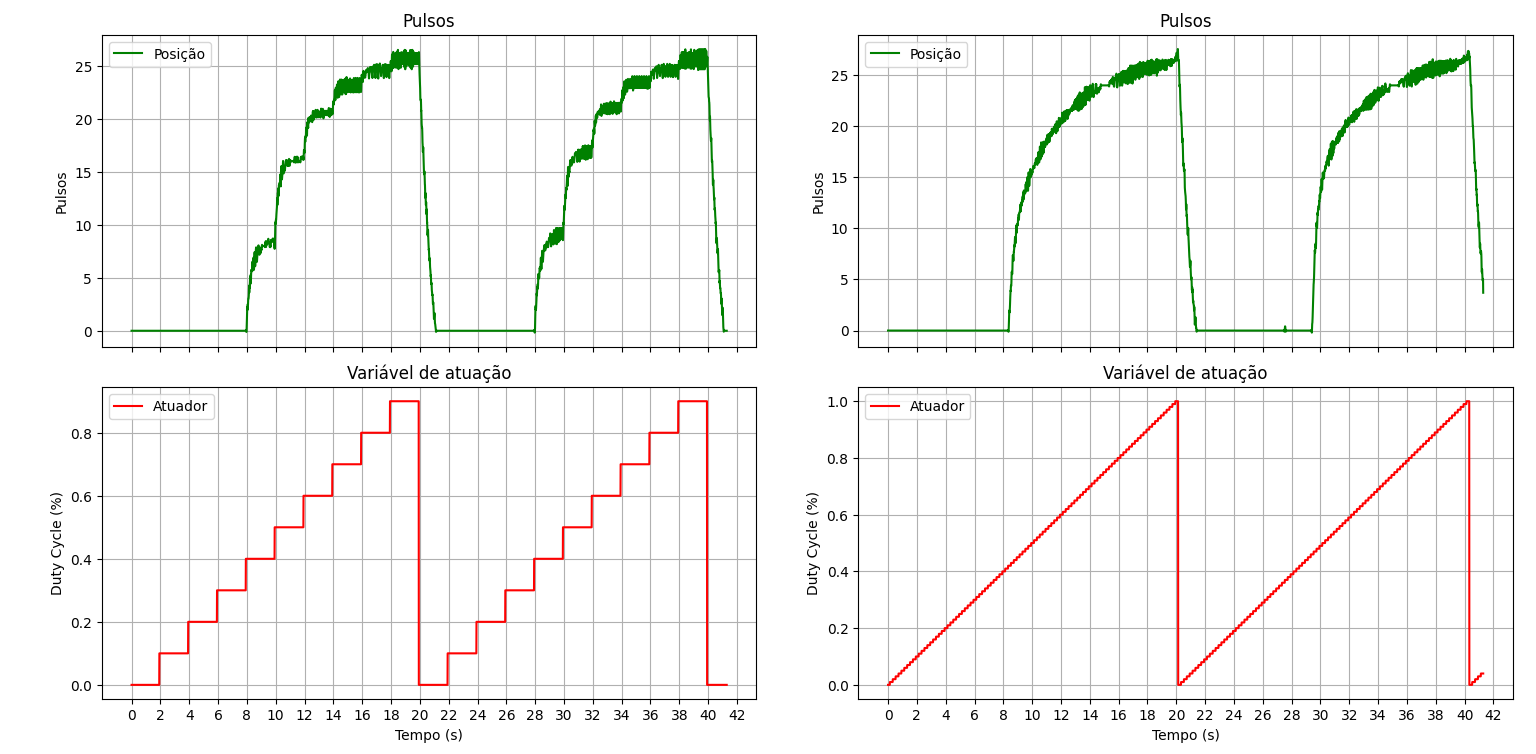 Pulsos
Posição
25
20
15
10
5
0
Pulsos
Variável de atuação
Atuador
0.8
0.6
0.4
0.2
0.0
Duty Cycle (%)
0 2 4 6 8 10 12 14 16 18 20 22 24 26 28 30 32 34 36 38 40 42
Tempo (s)
Pulsos
Posição
25
20
15
10
5
0
Pulsos
Variável de atuação
Atuador
1.0
0.8
0.6
0.4
0.2
0.0
Duty Cycle (%)
0 2 4 6 8 10 12 14 16 18 20 22 24 26 28 30 32 34 36 38 40 42
Tempo (s)